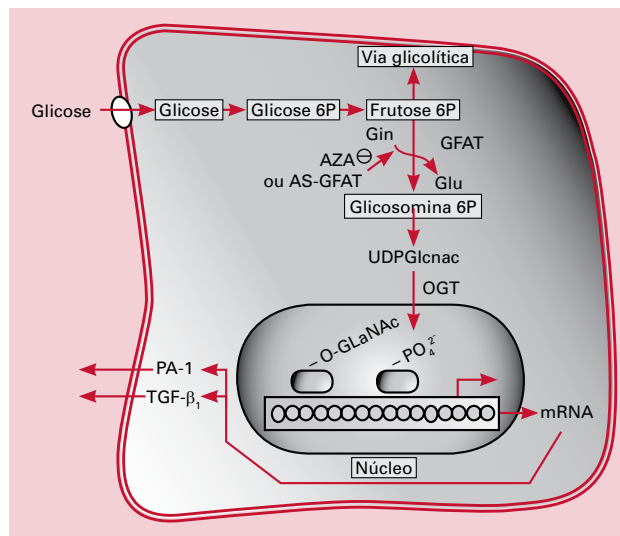 Via glicolítica
Glicose
Glicose
Glicose 6P
Frutose 6P
Gin
GFAT
AZA ⊖
ou AS-GFAT
Glu
Glicosomina 6P
UDPGlcnac
OGT
– O-GLaNAc
– PO₄²⁻
PA-1
TGF-β₁
mRNA
Núcleo